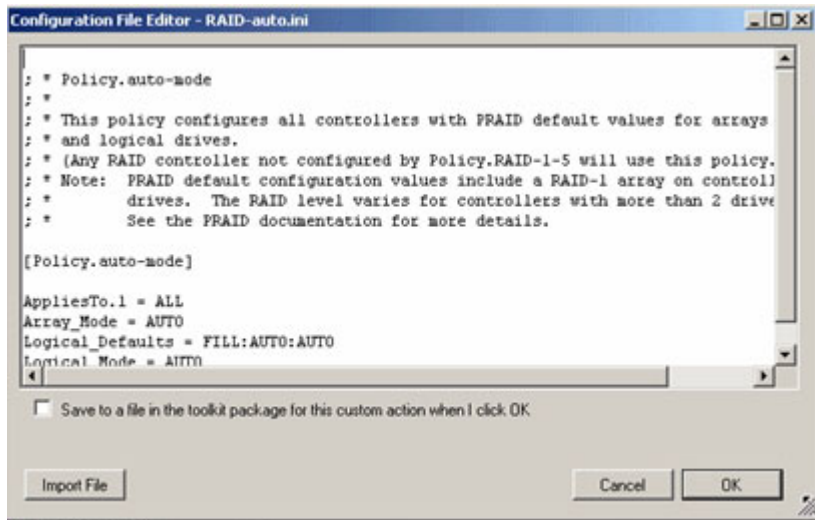 Configuration File Editor - RAID-auto.ini
; * Policy.auto-mode
; *
; * This policy configures all controllers with PRAID default values for arrays
; * and logical drives.
; * (Any RAID controller not configured by Policy.RAID-1-5 will use this policy.
; * Note:  PRAID default configuration values include a RAID-1 array on controll
; *        drives.  The RAID level varies for controllers with more than 2 drive
; *        See the PRAID documentation for more details.
[Policy.auto-mode]
AppliesTo.1 = ALL
Array_Mode = AUTO
Logical_Defaults = FILL:AUTO:AUTO
Logical_Mode = AUTO
Save to a file in the toolkit package for this custom action when I click OK
Import File
Cancel
OK